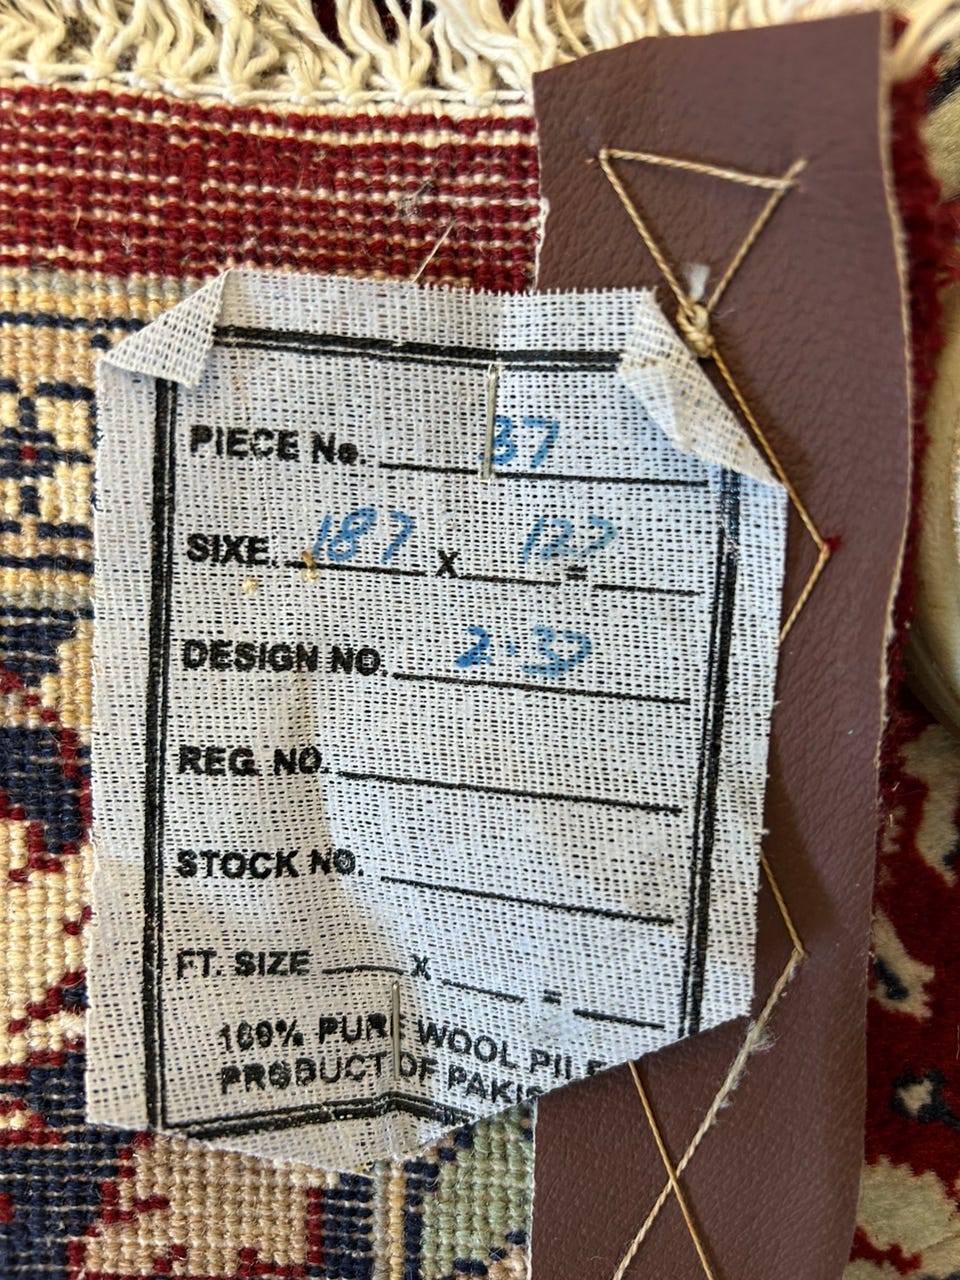 PIECE No. 37
SIXE. 187 X 127 =
DESIGN NO. 2.37
REG. NO.
STOCK NO.
FT. SIZE X =
100% PURE WOOL PILE
PRODUCT OF PAKIS